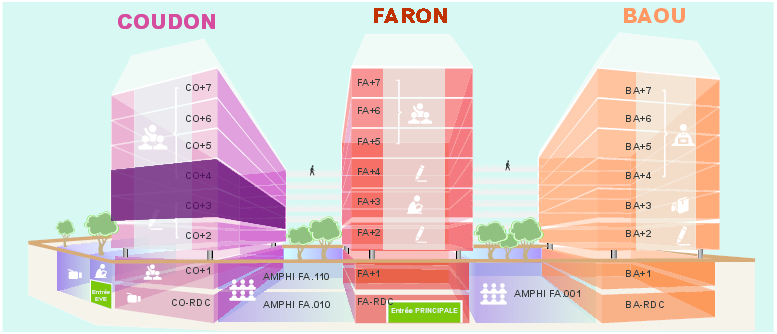 COUDON
FARON
BAOU
CO+7
CO+6
CO+5
CO+4
CO+3
CO+2
CO+1
CO-RDC
Entrée
EVE
FA+7
FA+6
FA+5
FA+4
FA+3
FA+2
FA+1
FA-RDC
AMPHI FA.110
AMPHI FA.010
Entrée PRINCIPALE
AMPHI FA.001
BA+7
BA+6
BA+5
BA+4
BA+3
BA+2
BA+1
BA-RDC